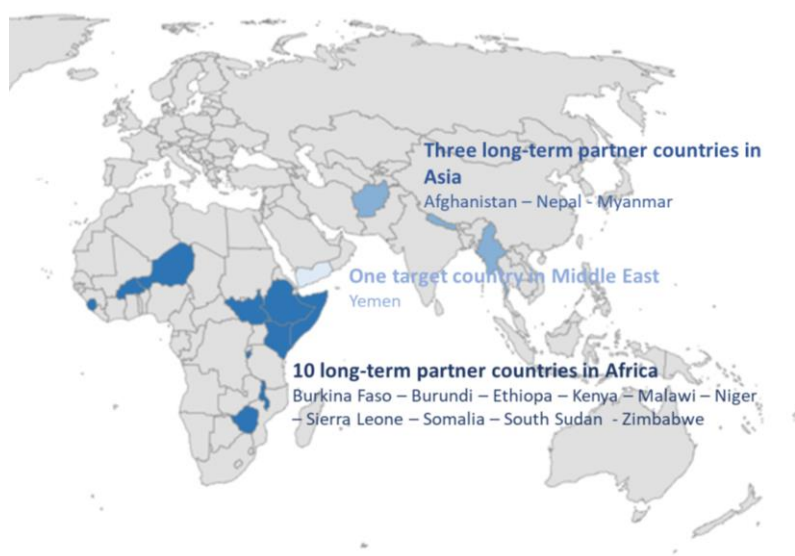 Three long-term partner countries in
Asia
Afghanistan – Nepal - Myanmar
One target country in Middle East
Yemen
10 long-term partner countries in Africa
Burkina Faso – Burundi – Ethiopa – Kenya – Malawi – Niger
– Sierra Leone – Somalia – South Sudan - Zimbabwe